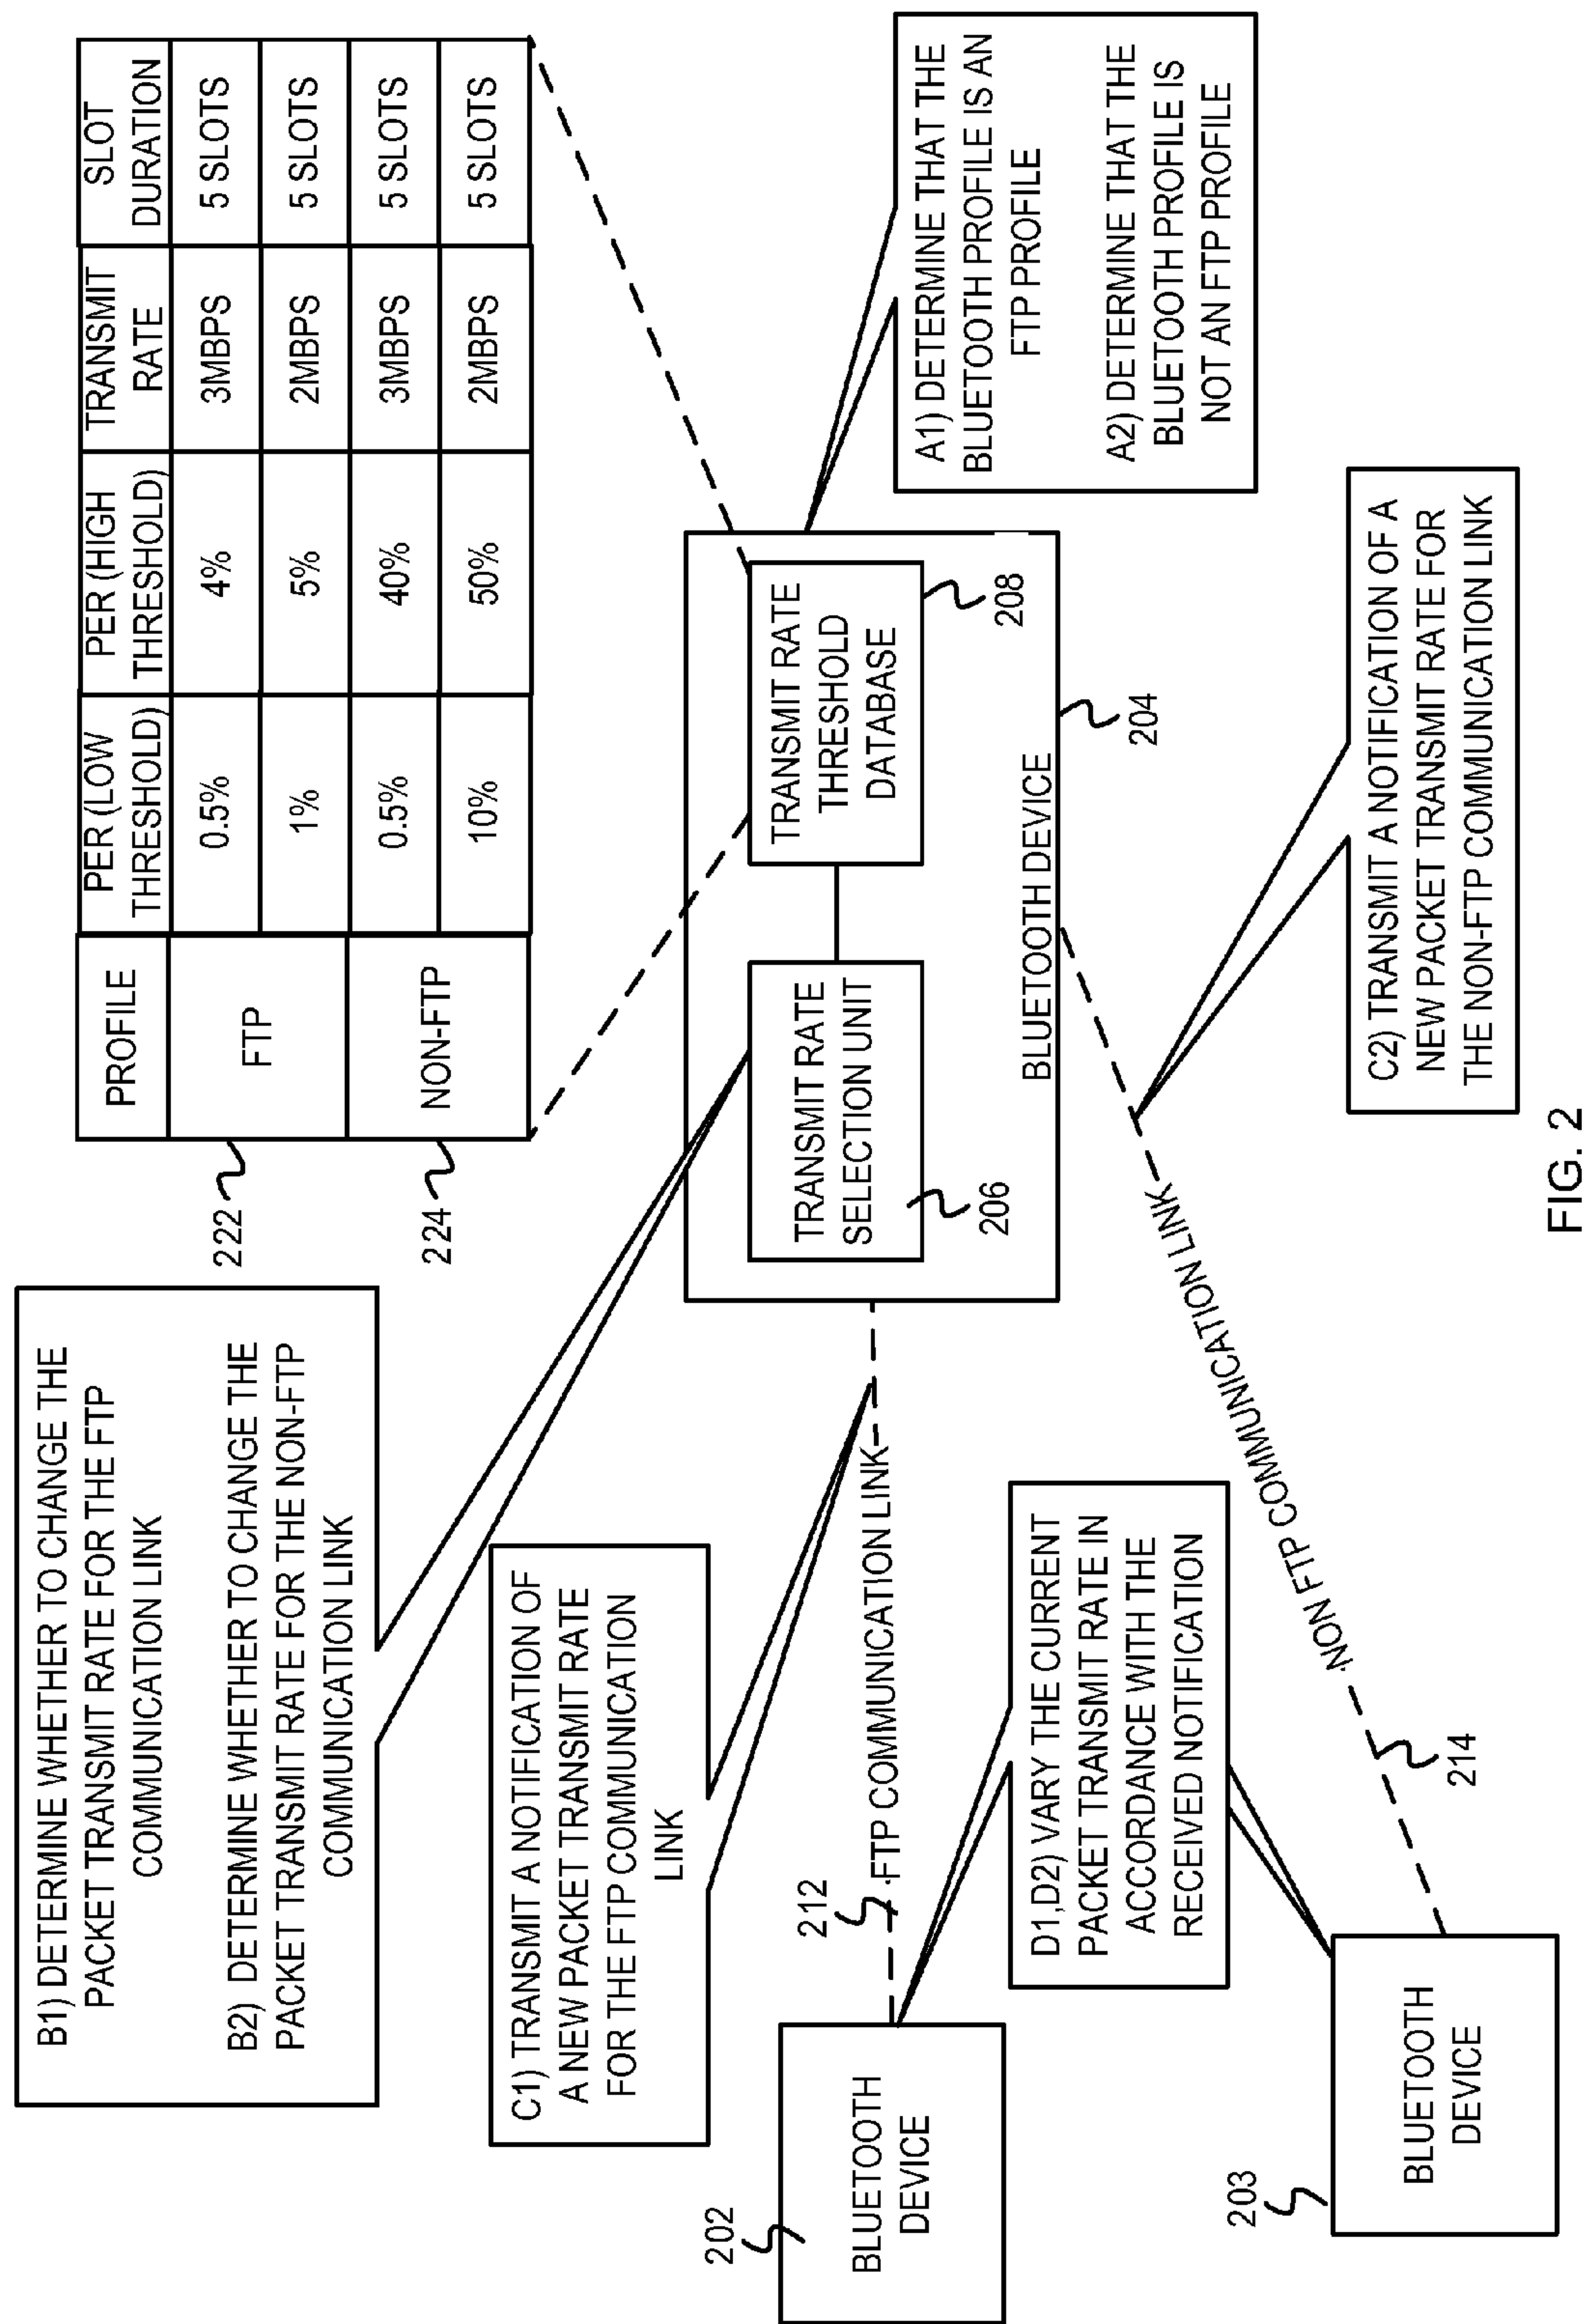 B1) DETERMINE WHETHER TO CHANGE THE
PACKET TRANSMIT RATE FOR THE FTP
COMMUNICATION LINK
B2) DETERMINE WHETHER TO CHANGE THE
PACKET TRANSMIT RATE FOR THE NON-FTP
COMMUNICATION LINK
PROFILE
PER (LOW
THRESHOLD)
PER (HIGH
THRESHOLD)
TRANSMIT
RATE
SLOT
DURATION
222
FTP
0.5%
4%
3MBPS
5 SLOTS
1%
5%
2MBPS
5 SLOTS
224
NON-FTP
0.5%
40%
3MBPS
5 SLOTS
10%
50%
2MBPS
5 SLOTS
C1) TRANSMIT A NOTIFICATION OF
A NEW PACKET TRANSMIT RATE
FOR THE FTP COMMUNICATION
LINK
202
BLUETOOTH
DEVICE
212
FTP COMMUNICATION LINK
TRANSMIT RATE
SELECTION UNIT
206
TRANSMIT RATE
THRESHOLD
DATABASE
208
BLUETOOTH DEVICE
204
A1) DETERMINE THAT THE
BLUETOOTH PROFILE IS AN
FTP PROFILE
A2) DETERMINE THAT THE
BLUETOOTH PROFILE IS
NOT AN FTP PROFILE
D1,D2) VARY THE CURRENT
PACKET TRANSMIT RATE IN
ACCORDANCE WITH THE
RECEIVED NOTIFICATION
203
BLUETOOTH
DEVICE
214
NON FTP COMMUNICATION LINK
C2) TRANSMIT A NOTIFICATION OF A
NEW PACKET TRANSMIT RATE FOR
THE NON-FTP COMMUNICATION LINK
FIG. 2